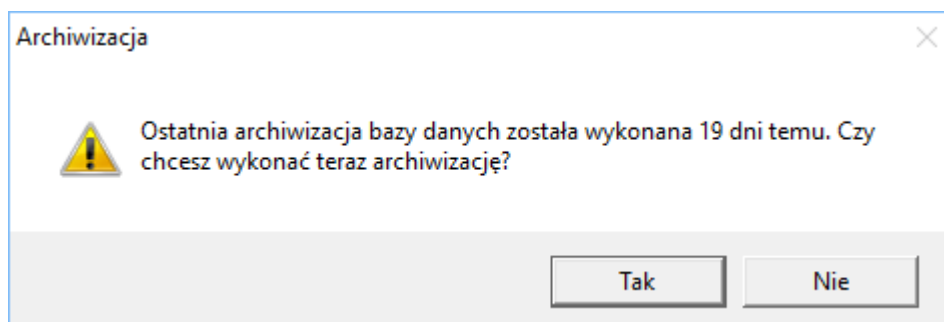 Archiwizacja
Ostatnia archiwizacja bazy danych została wykonana 19 dni temu. Czy
chcesz wykonać teraz archiwizację?
Tak
Nie